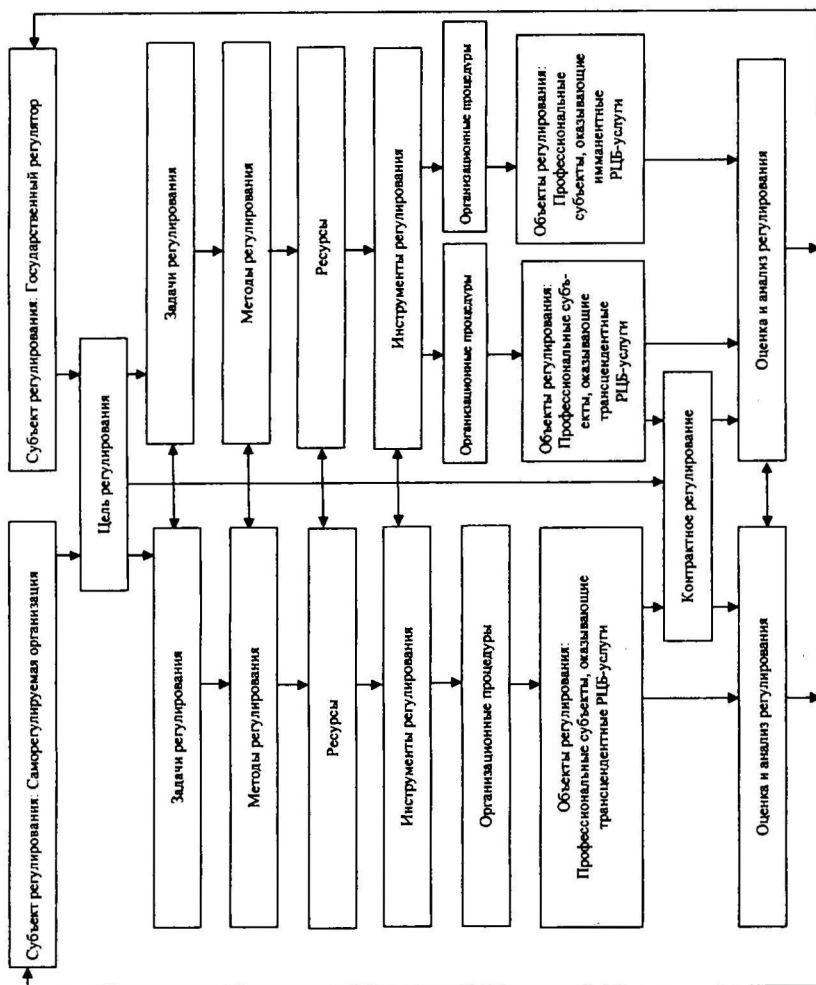 Субъект регулирования: Саморегулируемая организация
Субъект регулирования: Государственный регулятор
Цель регулирования
Задачи регулирования
Задачи регулирования
Методы регулирования
Методы регулирования
Ресурсы
Ресурсы
Инструменты регулирования
Инструменты регулирования
Организационные процедуры
Организационные процедуры
Организационные процедуры
Объекты регулирования:
Профессиональные субъекты, оказывающие
трансцендентные РЦБ-услуги
Объекты регулирования:
Профессиональные субъ-
екты, оказывающие
трансцендентные
РЦБ-услуги
Объекты регулирования:
Профессиональные
субъекты, оказывающие
имманентные
РЦБ-услуги
Контрактное регулирование
Оценка и анализ регулирования
Оценка и анализ регулирования